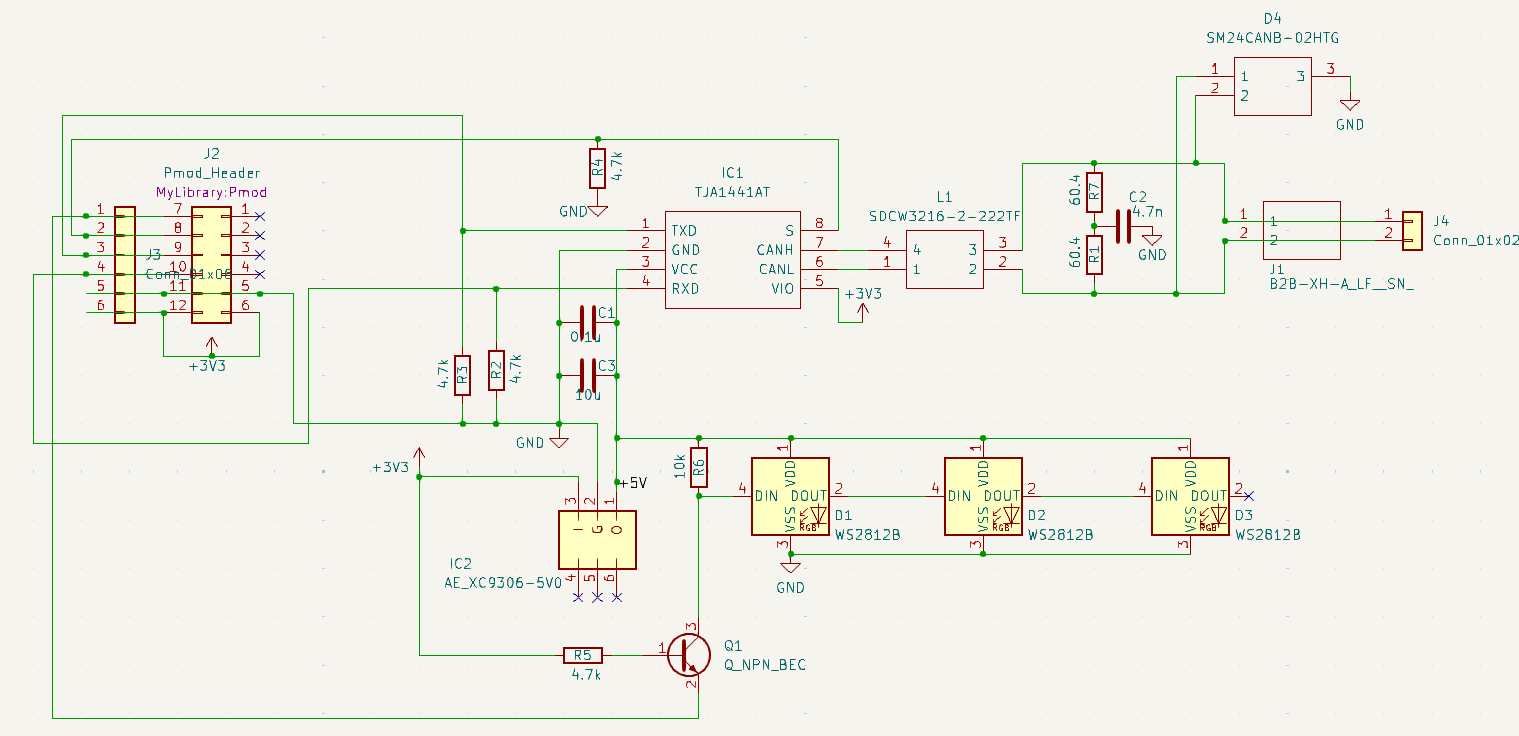 D4
SM24CANB-02HTG
1 1 3 3
2 2
GND
J2
Pmod_Header
MyLibrary:Pmod
1 7 1
2 8 2
3 9 3
J3
4 10 4
Conn_01x06
5 11 5
6 12 6
+3V3
R4
4.7k
GND
IC1
TJA1441AT
1 TXD S 8
2 GND CANH 7
3 VCC CANL 6
4 RXD VIO 5
+3V3
L1
SDCW3216-2-222TF
4 4 3 3
1 1 2 2
60.4
R7
C2
4.7n
GND
60.4
R1
1 1
2 2
J1
B2B-XH-A_LF__SN_
1
2
J4
Conn_01x02
C1
0.1u
C3
10u
4.7k
R3
R2
4.7k
GND
+3V3
+5V
3 2 1
I G O
4 5 6
IC2
AE_XC9306-5V0
10k
R6
1
VDD
4 DIN DOUT 2
VSS
RGB
3
D1
WS2812B
1
VDD
4 DIN DOUT 2
VSS
RGB
3
D2
WS2812B
1
VDD
4 DIN DOUT 2
VSS
RGB
3
D3
WS2812B
GND
R5
4.7k
3
1
2
Q1
Q_NPN_BEC